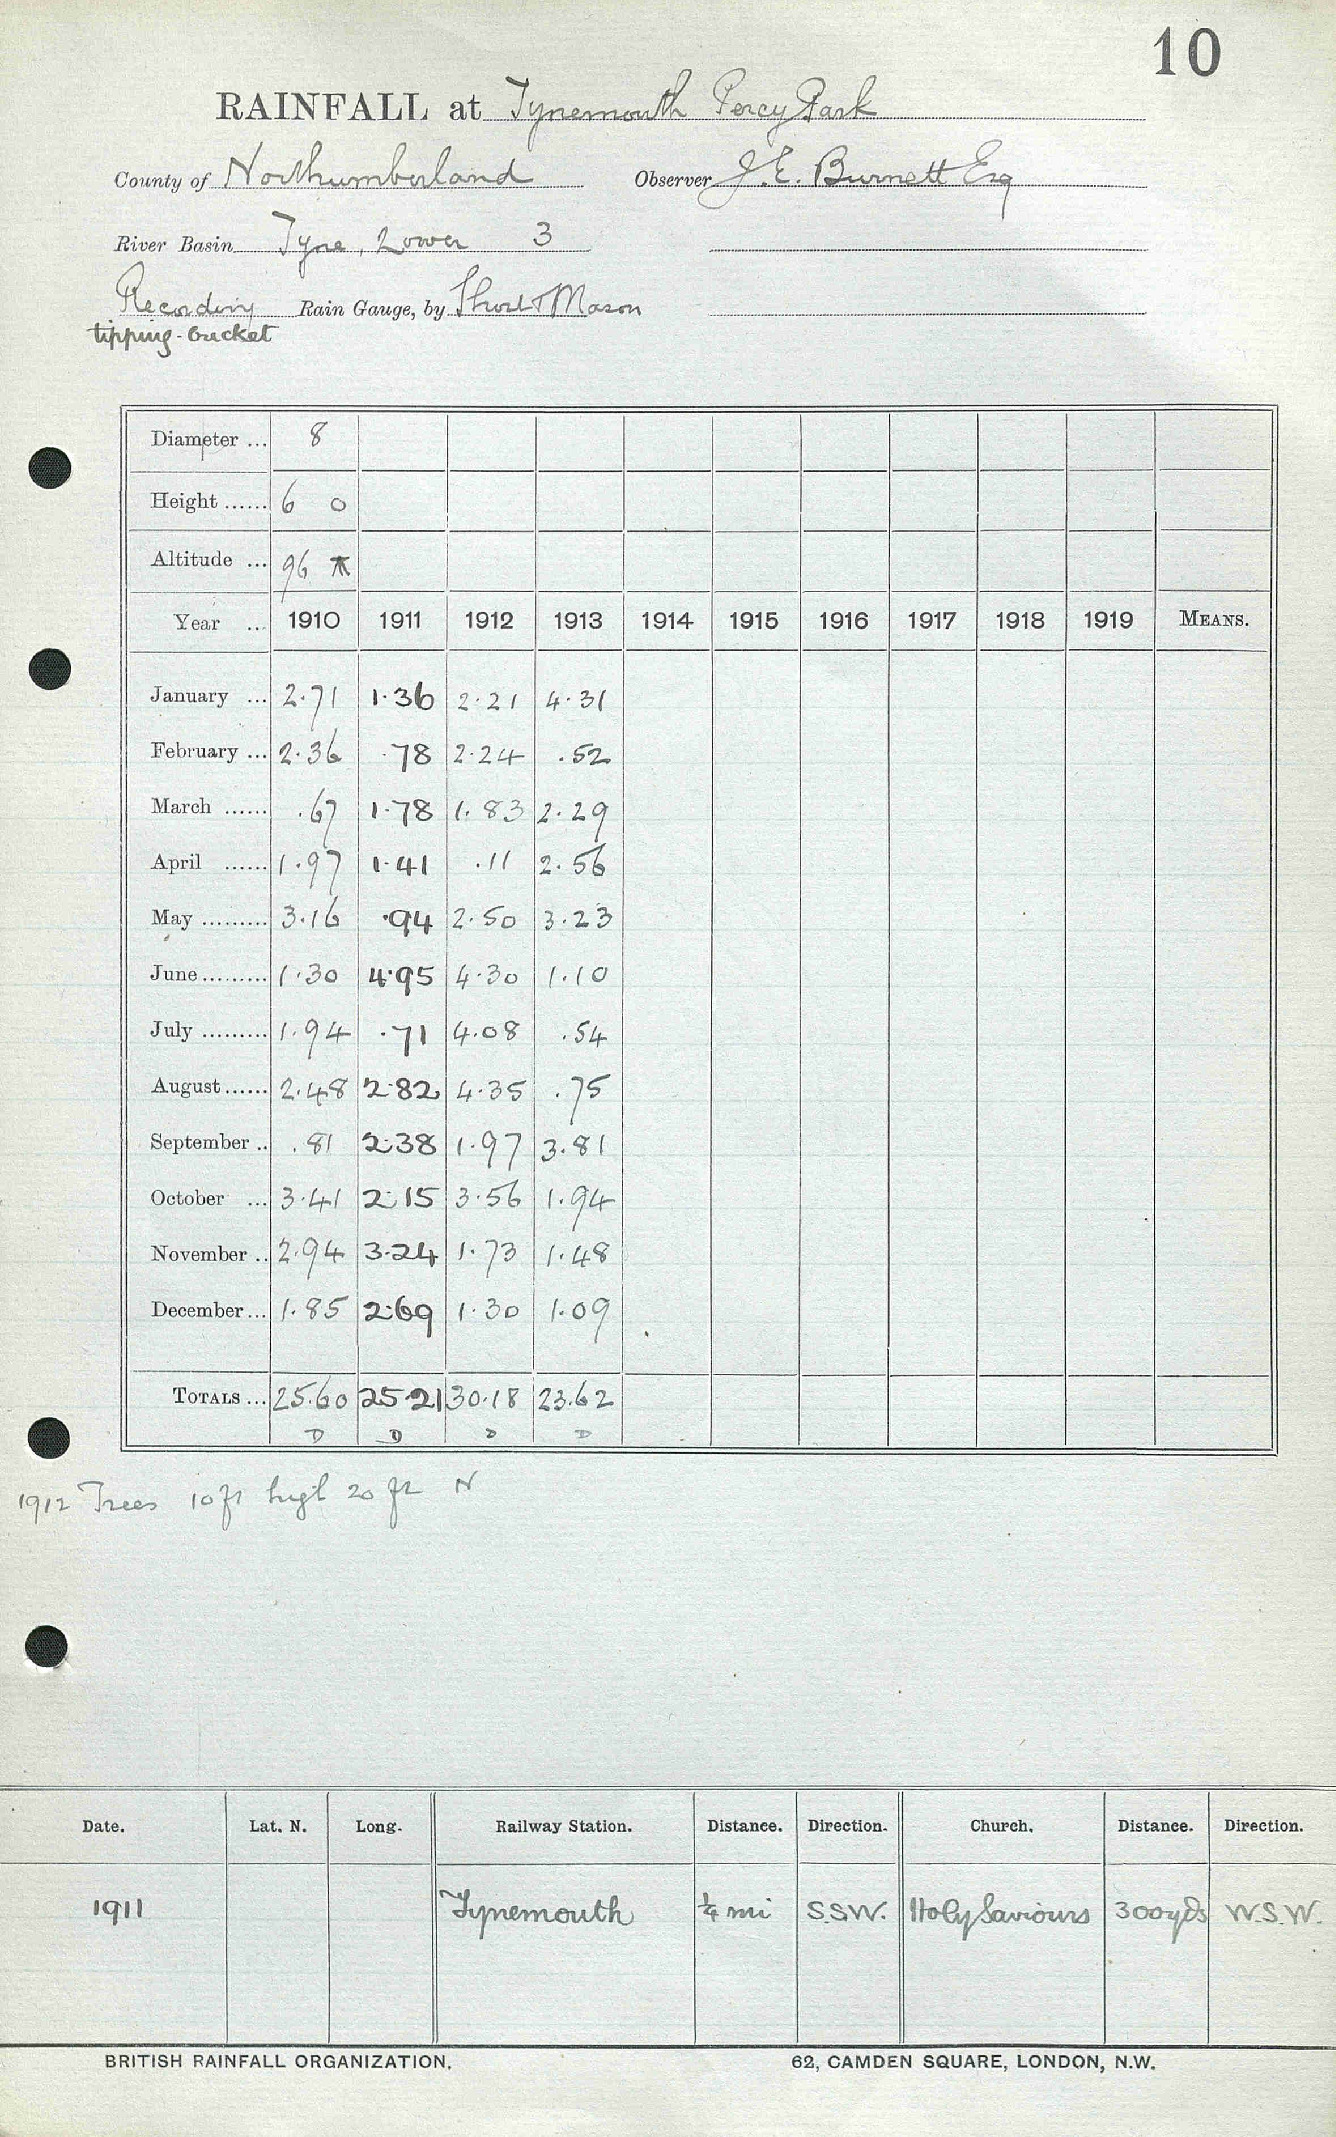 10
RAINFALL at Tynemouth Percy Park
County of Northumberland Observer J. E. Burnett Esq
River Basin Tyne, Lower 3
Recording Rain Gauge, by Short & Mason
tipping-bucket
Diameter ... 8
Height ...... 6 0
Altitude ... 96
Year ... 1910 1911 1912 1913 1914 1915 1916 1917 1918 1919 MEANS.
January ... 2.71 1.36 2.21 4.31
February ... 2.36 .78 2.24 .52
March ...... .67 1.78 1.83 2.29
April ...... 1.97 1.41 .11 2.56
May ......... 3.16 .94 2.50 3.23
June ......... 1.30 4.95 4.30 1.10
July ......... 1.94 .71 4.08 .54
August ...... 2.48 2.82 4.35 .75
September .. .81 2.38 1.97 3.81
October ... 3.41 2.15 3.56 1.94
November .. 2.94 3.24 1.73 1.48
December ... 1.85 2.69 1.30 1.09
TOTALS ... 25.60 25.21 30.18 23.62
D D D D
1912 Trees 10 ft high 20 ft N
Date. Lat. N. Long. Railway Station. Distance. Direction. Church. Distance. Direction.
1911 Tynemouth ¼ mi S.S.W. Holy Saviours 300 yds W.S.W.
BRITISH RAINFALL ORGANIZATION. 62, CAMDEN SQUARE, LONDON, N.W.